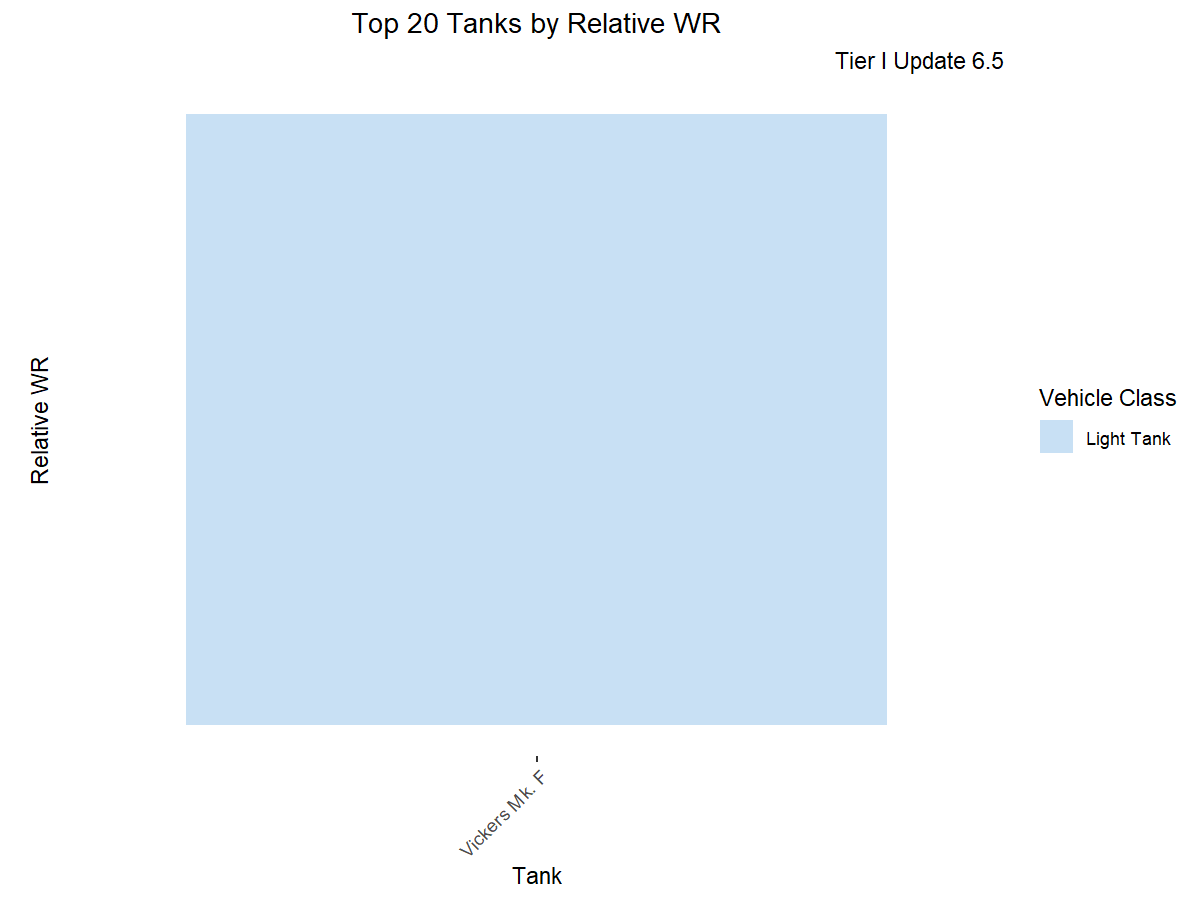 Top 20 Tanks by Relative WR
Tier I Update 6.5
Relative WR
Vehicle Class
Light Tank
Vickers Mk. F
Tank